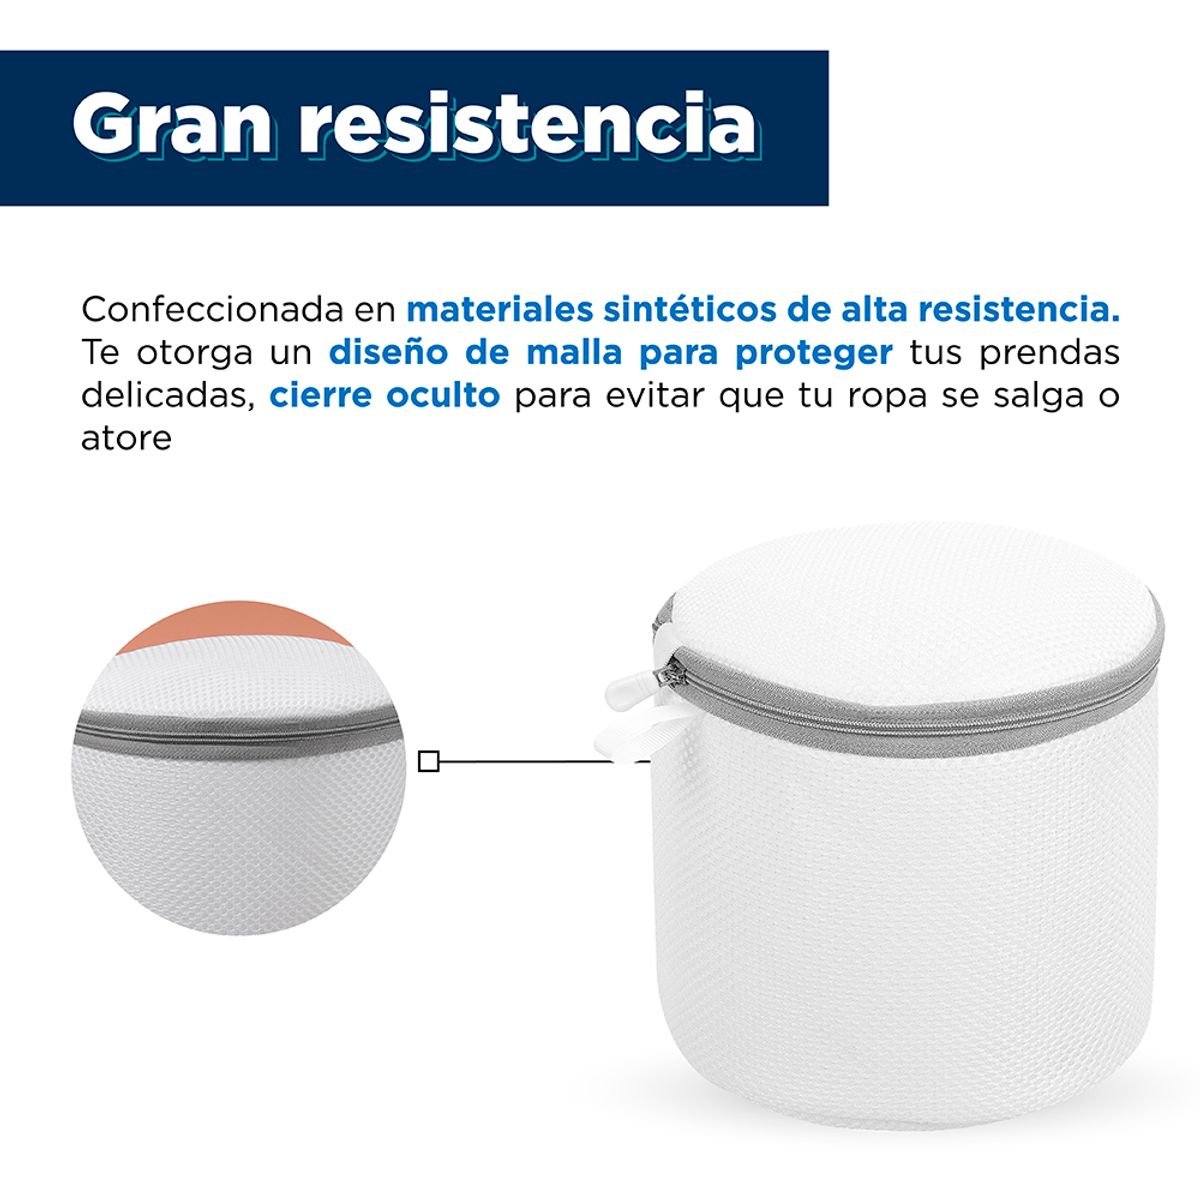 Gran resistencia
Confeccionada en materiales sintéticos de alta resistencia.
Te otorga un diseño de malla para proteger tus prendas
delicadas, cierre oculto para evitar que tu ropa se salga o
atore